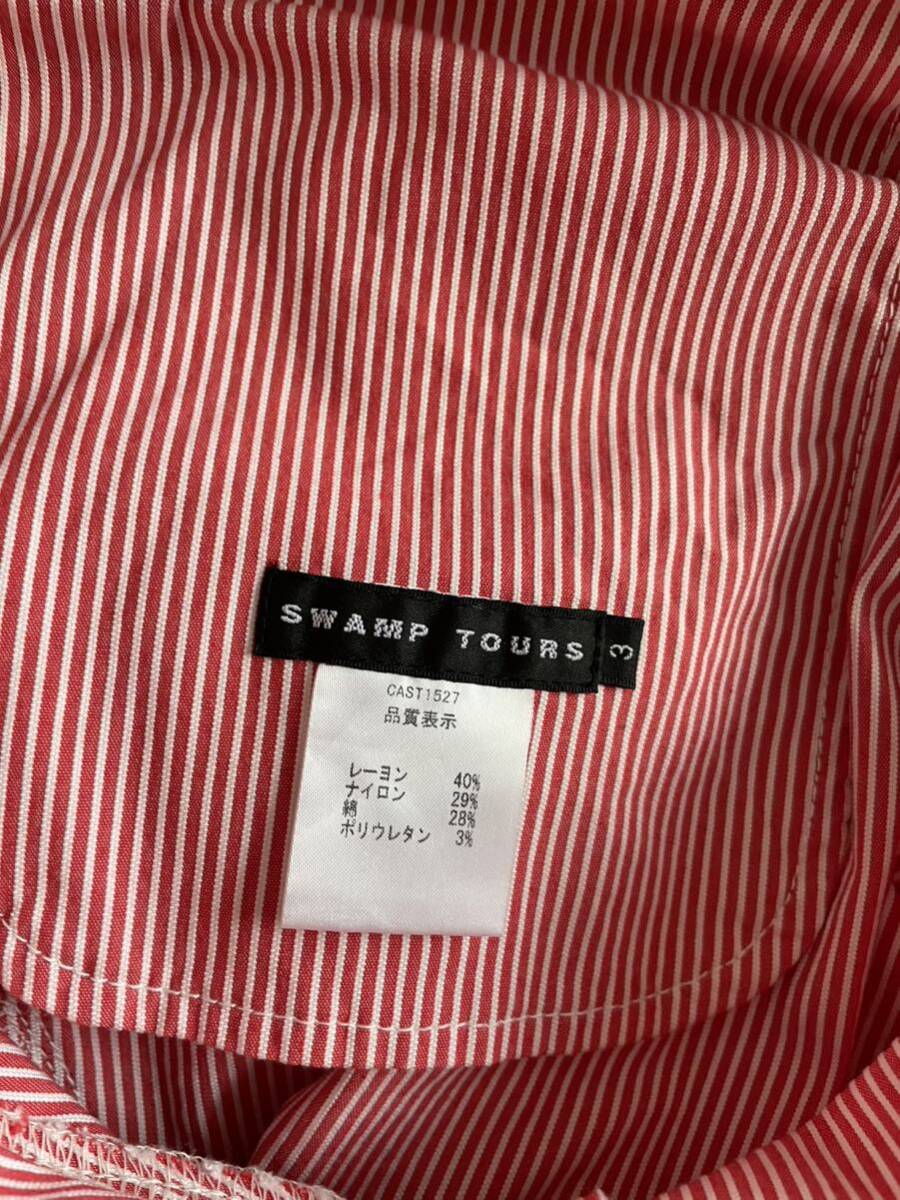 SWAMP TOURS
3
CAST1527
品質表示
レーヨン 40%
ナイロン 29%
綿 28%
ポリウレタン 3%